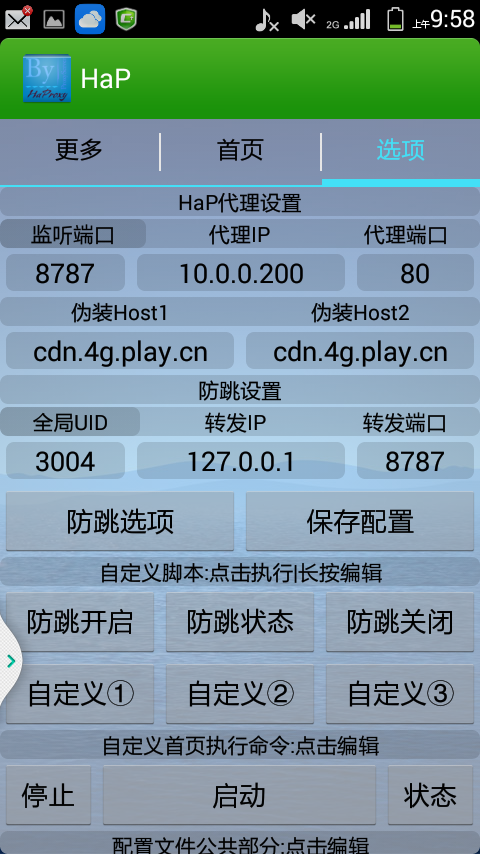 2G 上午9:58
By HaProxy HaP
更多 首页 选项
HaP代理设置
监听端口 代理IP 代理端口
8787 10.0.0.200 80
伪装Host1 伪装Host2
cdn.4g.play.cn cdn.4g.play.cn
防跳设置
全局UID 转发IP 转发端口
3004 127.0.0.1 8787
防跳选项 保存配置
自定义脚本:点击执行|长按编辑
防跳开启 防跳状态 防跳关闭
自定义① 自定义② 自定义③
自定义首页执行命令:点击编辑
停止 启动 状态
配置文件公共部分:点击编辑